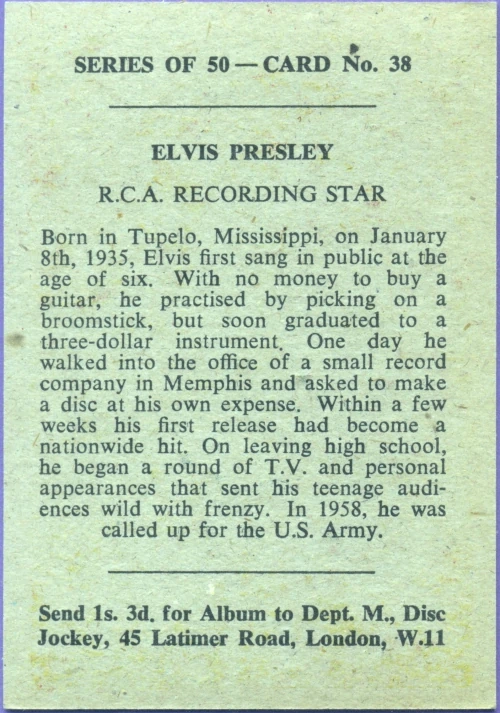 SERIES OF 50 — CARD No. 38
ELVIS PRESLEY
R.C.A. RECORDING STAR
Born in Tupelo, Mississippi, on January
8th, 1935, Elvis first sang in public at the
age of six. With no money to buy a
guitar, he practised by picking on a
broomstick, but soon graduated to a
three-dollar instrument. One day he
walked into the office of a small record
company in Memphis and asked to make
a disc at his own expense. Within a few
weeks his first release had become a
nationwide hit. On leaving high school,
he began a round of T.V. and personal
appearances that sent his teenage audi-
ences wild with frenzy. In 1958, he was
called up for the U.S. Army.
Send 1s. 3d. for Album to Dept. M., Disc
Jockey, 45 Latimer Road, London, W.11